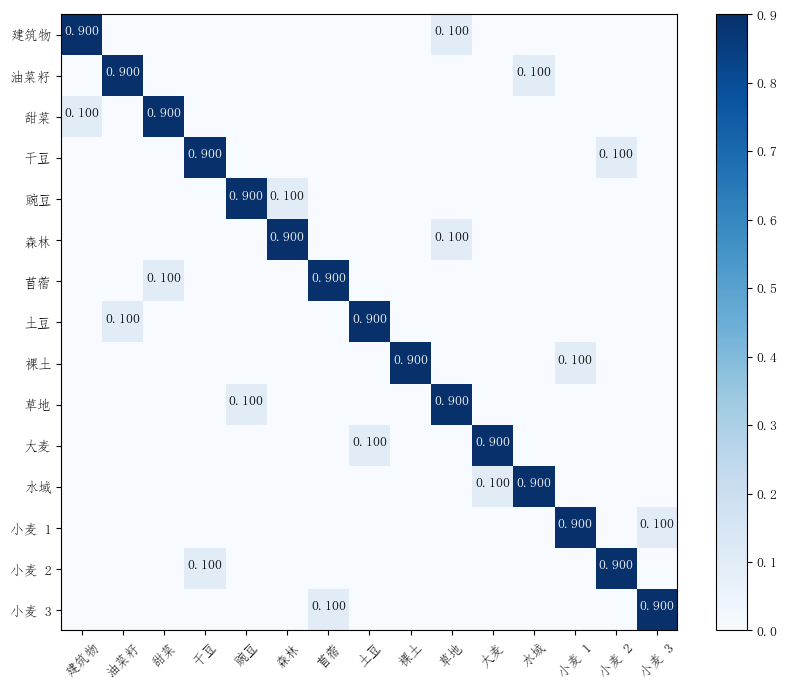 建筑物 0.900 0.100
油菜籽 0.900 0.100
甜菜 0.100 0.900
干豆 0.900 0.100
豌豆 0.900 0.100
森林 0.900 0.100
苜蓿 0.100 0.900
土豆 0.100 0.900
裸土 0.900 0.100
草地 0.100 0.900
大麦 0.100 0.900
水域 0.100 0.900
小麦 1 0.900 0.100
小麦 2 0.100 0.900
小麦 3 0.100 0.900
建筑物 油菜籽 甜菜 干豆 豌豆 森林 苜蓿 土豆 裸土 草地 大麦 水域 小麦 1 小麦 2 小麦 3
0.9
0.8
0.7
0.6
0.5
0.4
0.3
0.2
0.1
0.0